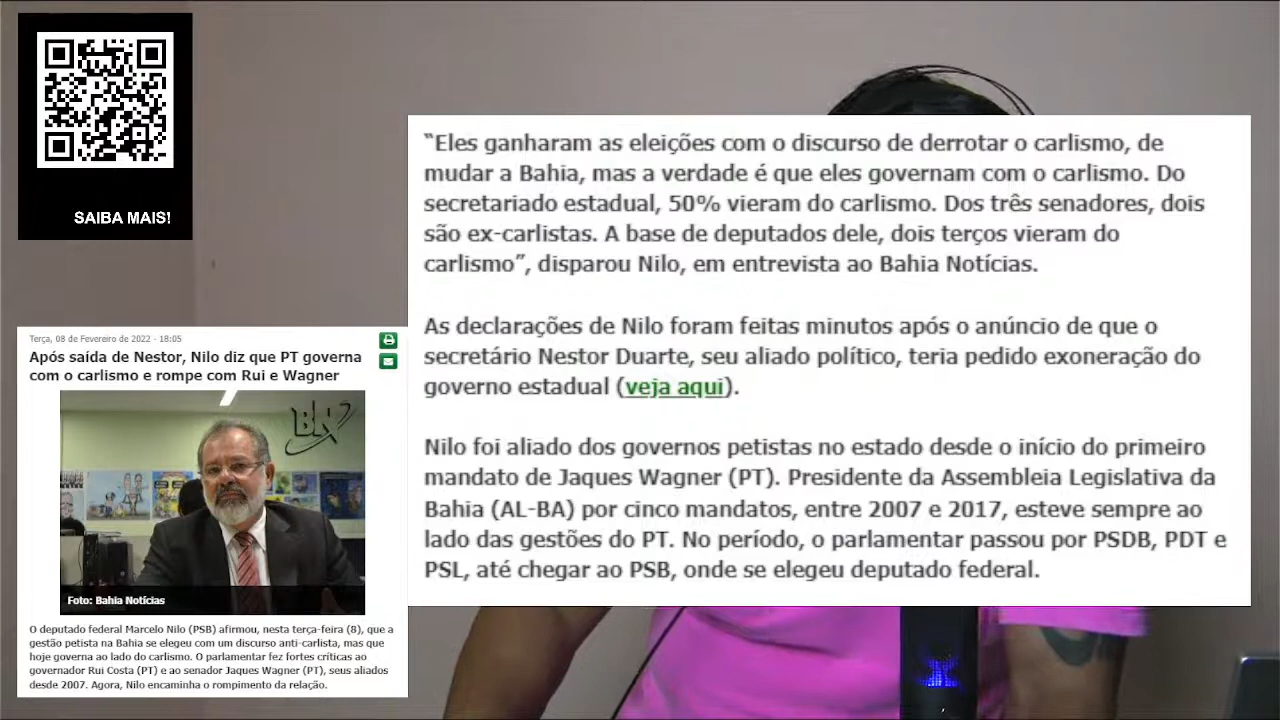 SAIBA MAIS!
“Eles ganharam as eleições com o discurso de derrotar o carlismo, de
mudar a Bahia, mas a verdade é que eles governam com o carlismo. Do
secretariado estadual, 50% vieram do carlismo. Dos três senadores, dois
são ex-carlistas. A base de deputados dele, dois terços vieram do
carlismo”, disparou Nilo, em entrevista ao Bahia Notícias.
As declarações de Nilo foram feitas minutos após o anúncio de que o
secretário Nestor Duarte, seu aliado político, teria pedido exoneração do
governo estadual (veja aqui).
Nilo foi aliado dos governos petistas no estado desde o início do primeiro
mandato de Jaques Wagner (PT). Presidente da Assembleia Legislativa da
Bahia (AL-BA) por cinco mandatos, entre 2007 e 2017, esteve sempre ao
lado das gestões do PT. No período, o parlamentar passou por PSDB, PDT e
PSL, até chegar ao PSB, onde se elegeu deputado federal.
Terça, 08 de Fevereiro de 2022 - 18:05
Após saída de Nestor, Nilo diz que PT governa
com o carlismo e rompe com Rui e Wagner
BN
Foto: Bahia Notícias
O deputado federal Marcelo Nilo (PSB) afirmou, nesta terça-feira (8), que a
gestão petista na Bahia se elegeu com um discurso anti-carlista, mas que
hoje governa ao lado do carlismo. O parlamentar fez fortes críticas ao
governador Rui Costa (PT) e ao senador Jaques Wagner (PT), seus aliados
desde 2007. Agora, Nilo encaminha o rompimento da relação.